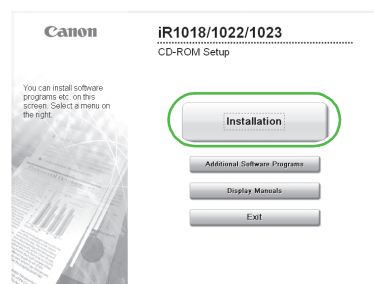 Canon
iR1018/1022/1023
CD-ROM Setup
You can install software
programs etc. on this
screen. Select a menu on
the right.
Installation
Additional Software Programs
Display Manuals
Exit